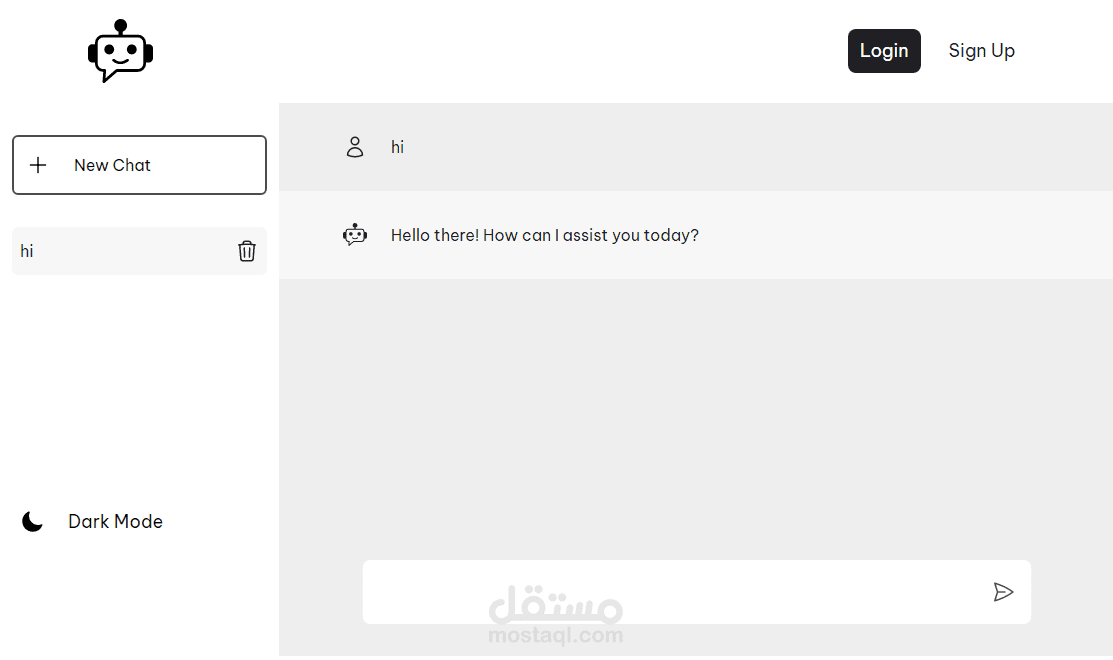 Login
Sign Up
New Chat
hi
Dark Mode
hi
Hello there! How can I assist you today?
مستقل
mostaql.com